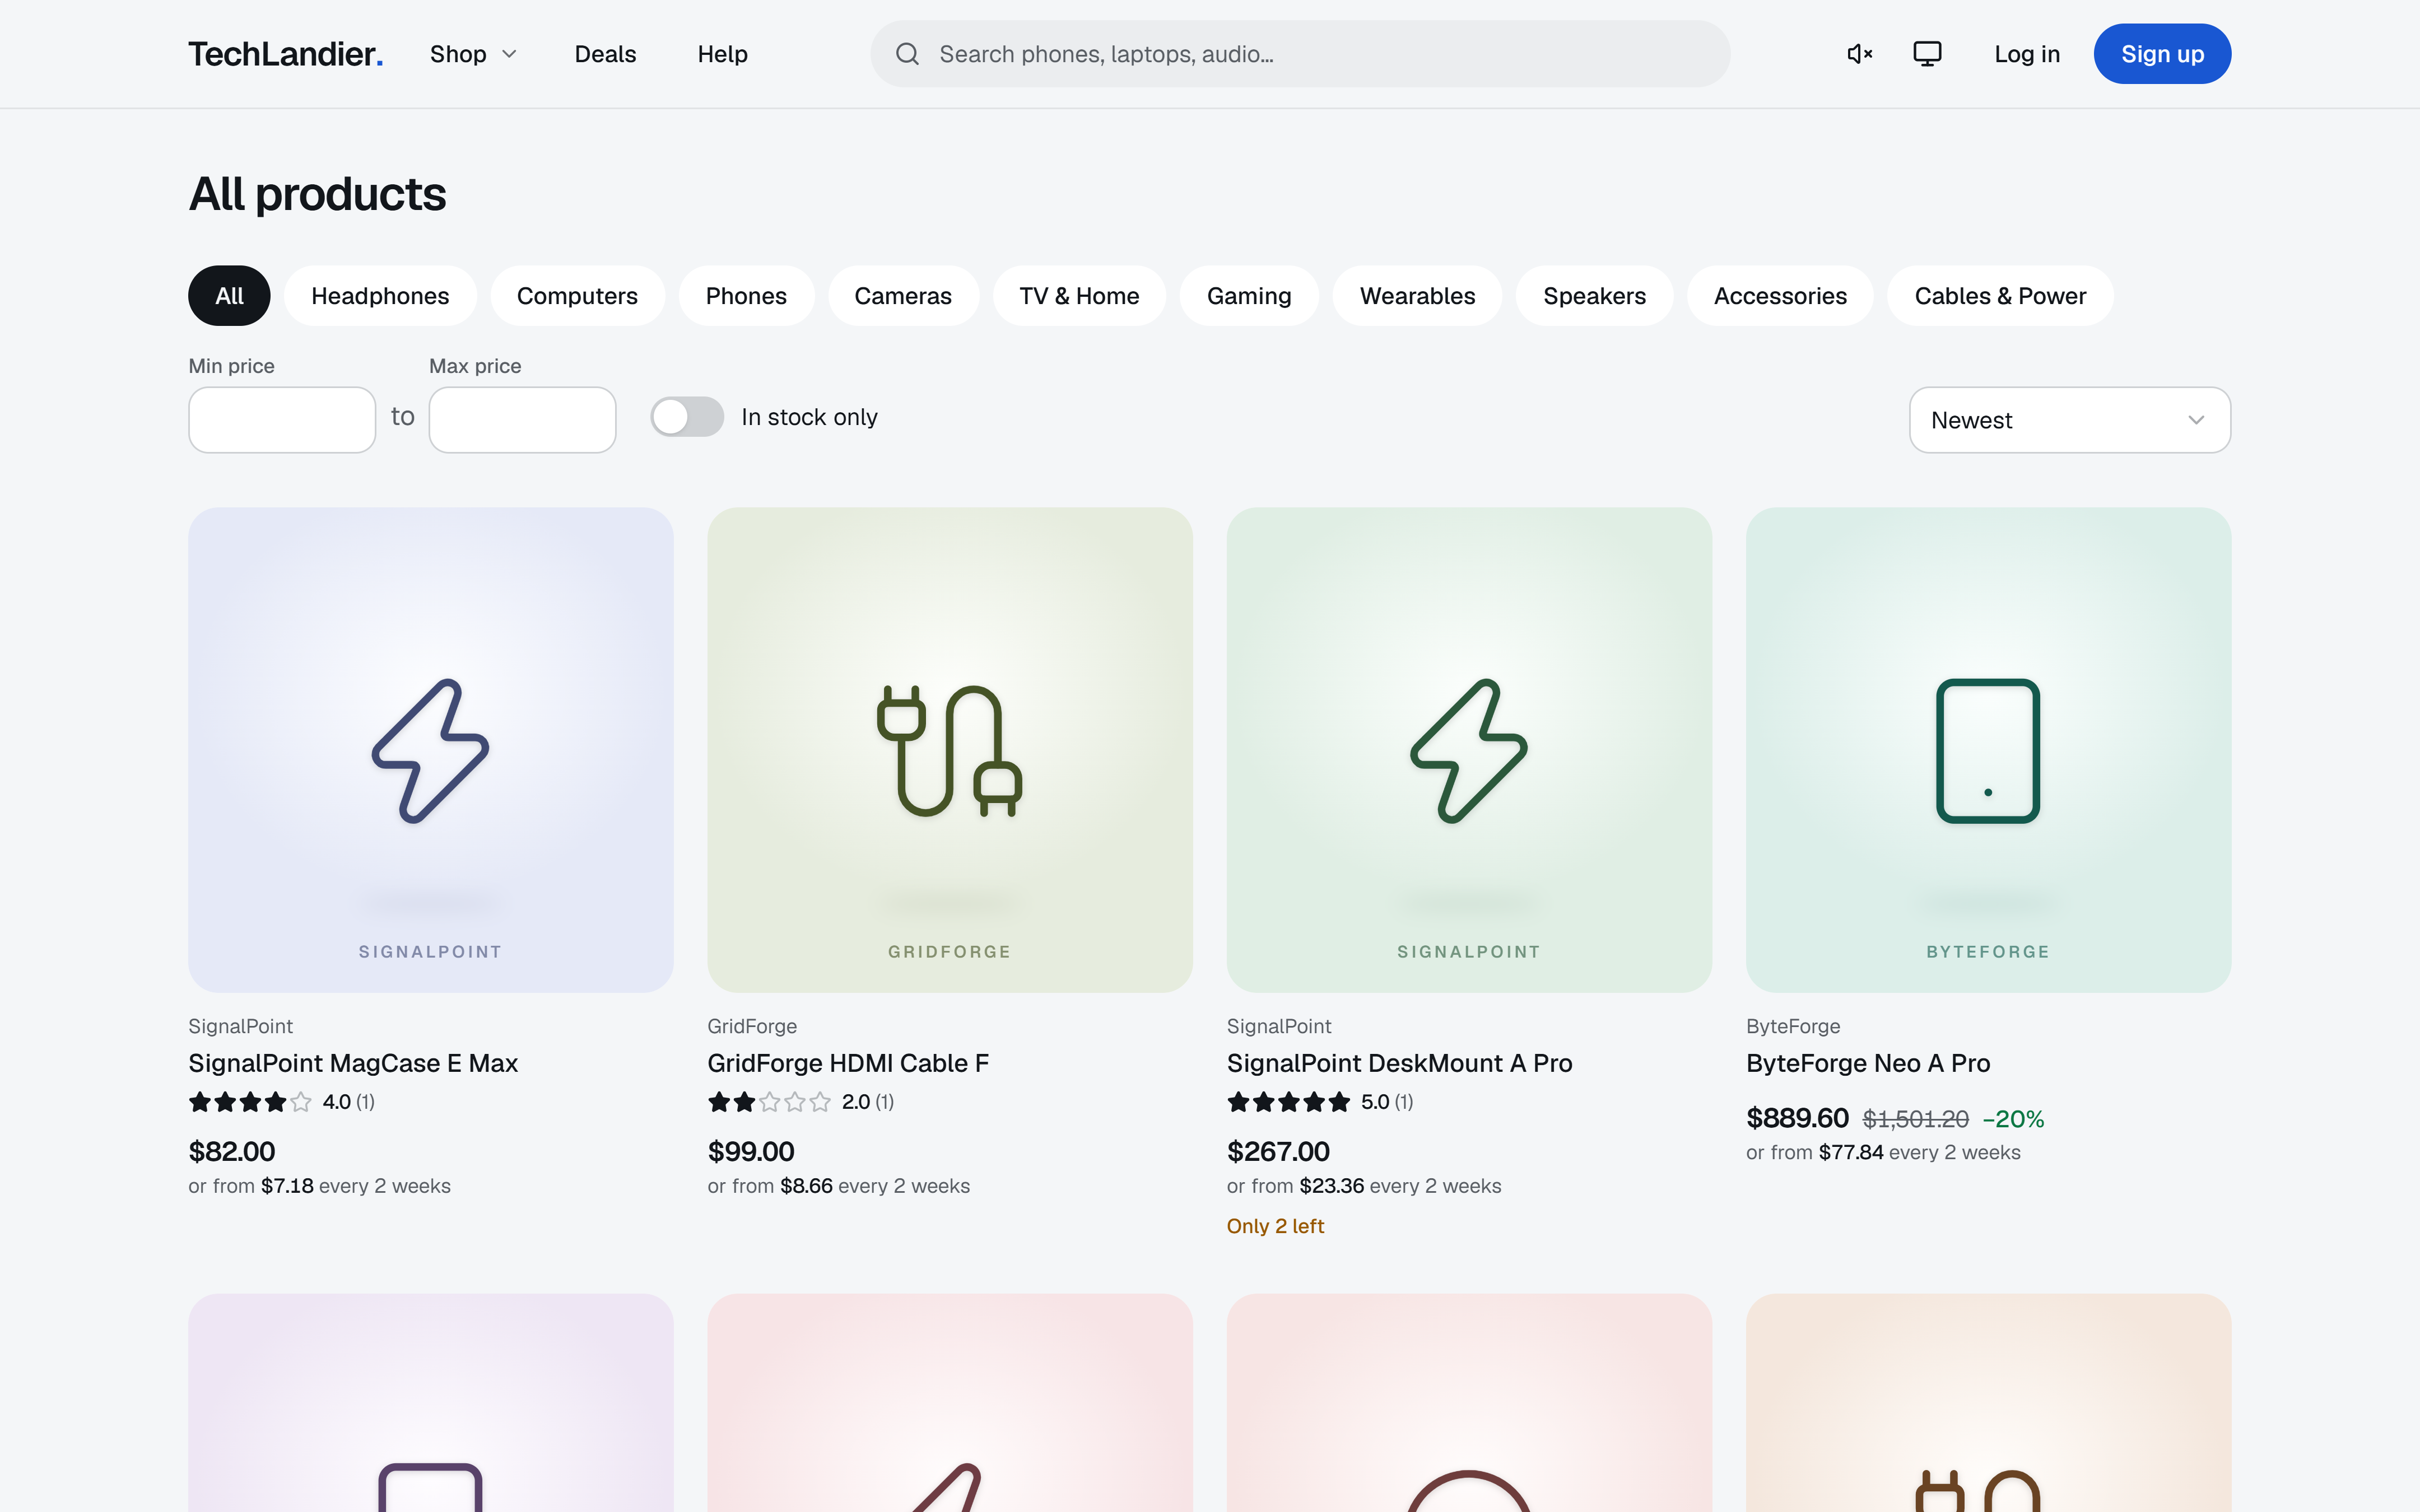 TechLandier.
Shop
Deals
Help
Search phones, laptops, audio...
Log in
Sign up
All products
All
Headphones
Computers
Phones
Cameras
TV & Home
Gaming
Wearables
Speakers
Accessories
Cables & Power
Min price
Max price
to
In stock only
Newest
SIGNALPOINT
GRIDFORGE
SIGNALPOINT
BYTEFORGE
SignalPoint
SignalPoint MagCase E Max
4.0 (1)
$82.00
or from $7.18 every 2 weeks
GridForge
GridForge HDMI Cable F
2.0 (1)
$99.00
or from $8.66 every 2 weeks
SignalPoint
SignalPoint DeskMount A Pro
5.0 (1)
$267.00
or from $23.36 every 2 weeks
Only 2 left
ByteForge
ByteForge Neo A Pro
$889.60 $1,501.20 −20%
or from $77.84 every 2 weeks